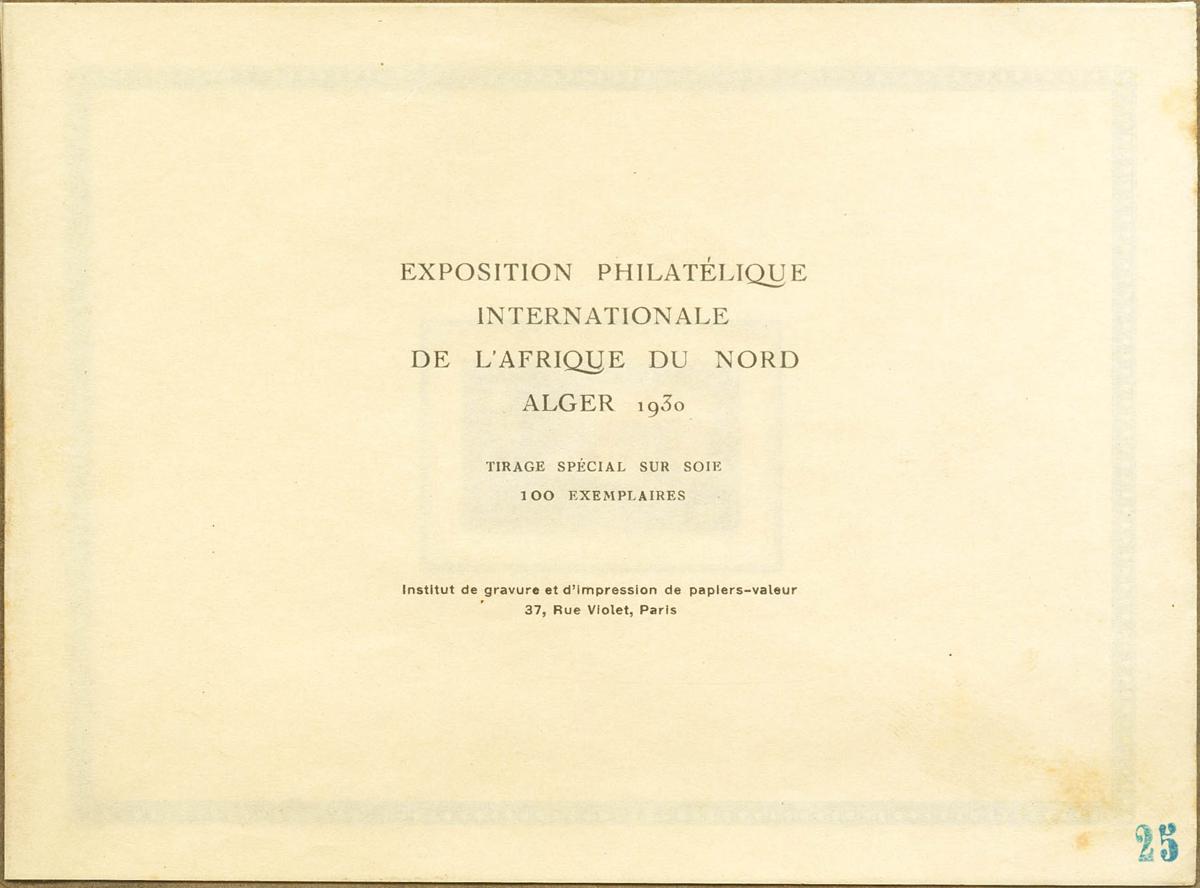 EXPOSITION PHILATÉLIQUE
INTERNATIONALE
DE L'AFRIQUE DU NORD
ALGER 1930
TIRAGE SPÉCIAL SUR SOIE
100 EXEMPLAIRES
Institut de gravure et d'impression de papiers-valeur
37, Rue Violet, Paris
25